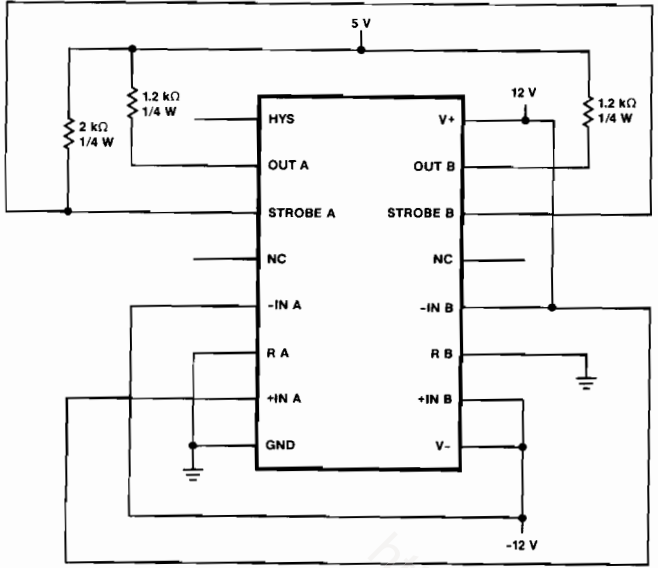 5 V
1.2 kΩ
1/4 W
2 kΩ
1/4 W
12 V
1.2 kΩ
1/4 W
HYS
V+
OUT A
OUT B
STROBE A
STROBE B
NC
NC
-IN A
-IN B
R A
R B
+IN A
+IN B
GND
V-
-12 V